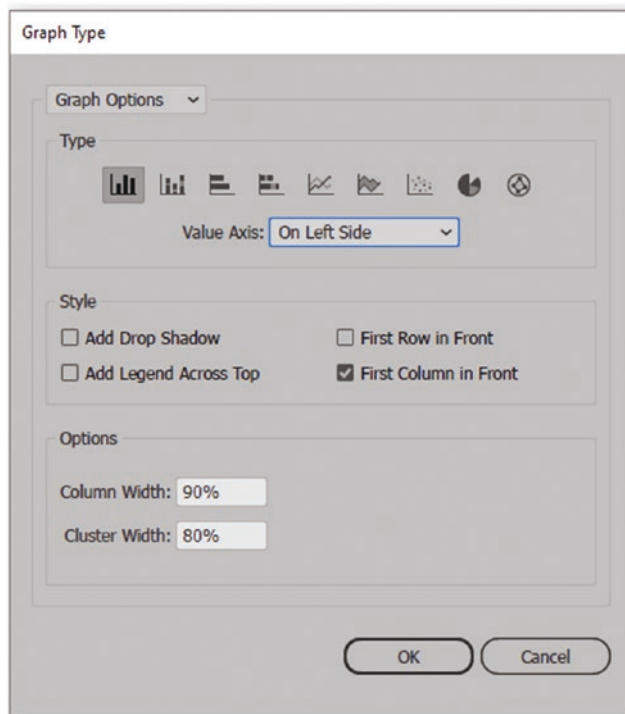 Graph Type
Graph Options
Type
Value Axis: On Left Side
Style
Add Drop Shadow First Row in Front
Add Legend Across Top First Column in Front
Options
Column Width: 90%
Cluster Width: 80%
OK Cancel